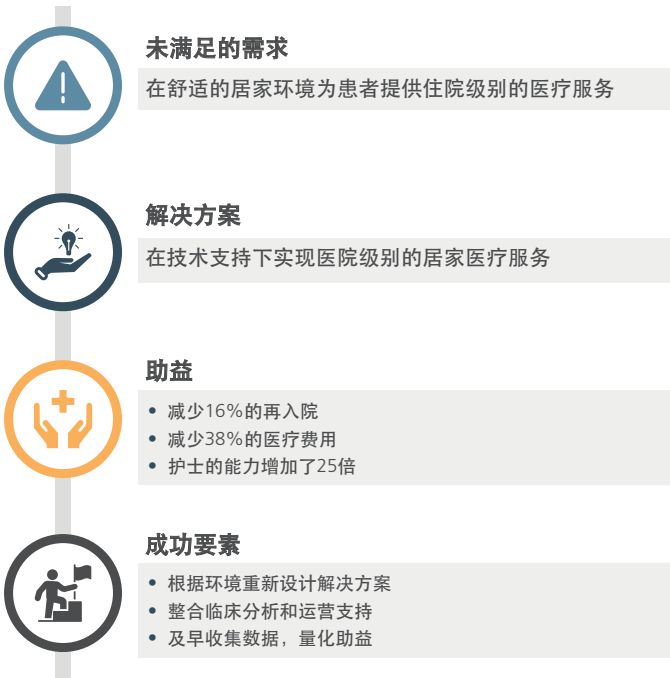 未满足的需求
在舒适的居家环境为患者提供住院级别的医疗服务
解决方案
在技术支持下实现医院级别的居家医疗服务
助益
• 减少16%的再入院
• 减少38%的医疗费用
• 护士的能力增加了25倍
成功要素
• 根据环境重新设计解决方案
• 整合临床分析和运营支持
• 及早收集数据，量化助益